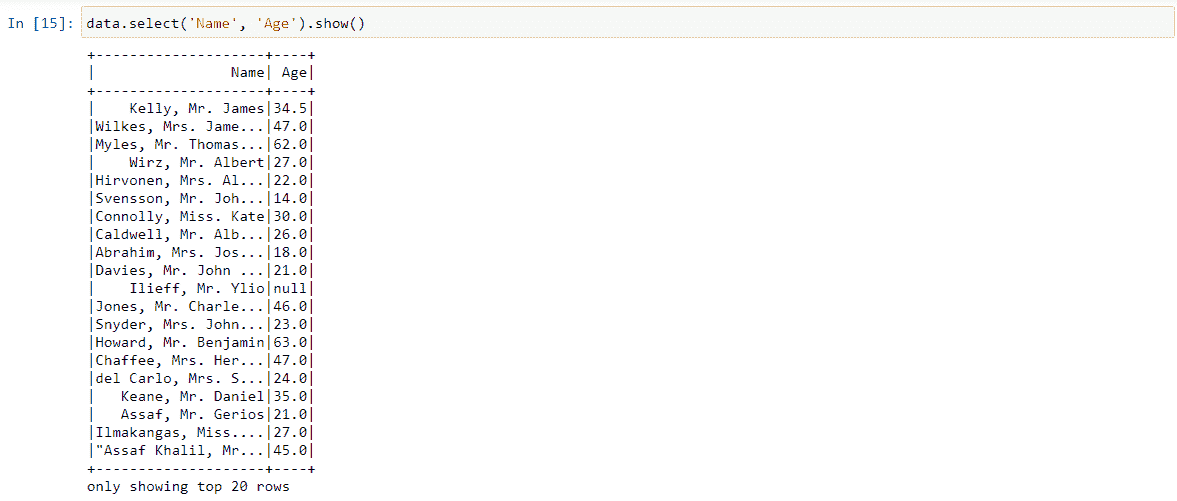 In [15]: data.select('Name', 'Age').show()
+--------------------+----+
|                Name| Age|
+--------------------+----+
|    Kelly, Mr. James|34.5|
|Wilkes, Mrs. Jame...|47.0|
|Myles, Mr. Thomas...|62.0|
|    Wirz, Mr. Albert|27.0|
|Hirvonen, Mrs. Al...|22.0|
|Svensson, Mr. Joh...|14.0|
|Connolly, Miss. Kate|30.0|
|Caldwell, Mr. Alb...|26.0|
|Abrahim, Mrs. Jos...|18.0|
|Davies, Mr. John ...|21.0|
|    Ilieff, Mr. Ylio|null|
|Jones, Mr. Charle...|46.0|
|Snyder, Mrs. John...|23.0|
|Howard, Mr. Benjamin|63.0|
|Chaffee, Mrs. Her...|47.0|
|del Carlo, Mrs. S...|24.0|
|   Keane, Mr. Daniel|35.0|
|   Assaf, Mr. Gerios|21.0|
|Ilmakangas, Miss....|27.0|
|"Assaf Khalil, Mr...|45.0|
+--------------------+----+
only showing top 20 rows